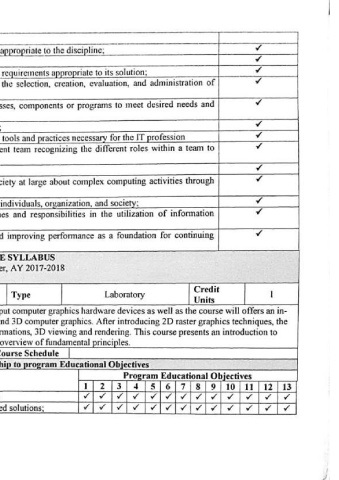 appropriate to the discipline; ✓
✓
requirements appropriate to its solution; ✓
the selection, creation, evaluation, and administration of ✓
sses, components or programs to meet desired needs and ✓
; ✓
tools and practices necessary for the IT profession ✓
ent team recognizing the different roles within a team to ✓
✓
ciety at large about complex computing activities through ✓
individuals, organization, and society; ✓
es and responsibilities in the utilization of information ✓
d improving performance as a foundation for continuing ✓
E SYLLABUS
er, AY 2017-2018
Type Laboratory Credit Units 1
put computer graphics hardware devices as well as the course will offers an in-
nd 3D computer graphics. After introducing 2D raster graphics techniques, the
rmations, 3D viewing and rendering. This course presents an introduction to
overview of fundamental principles.
Course Schedule
hip to program Educational Objectives
Program Educational Objectives
1 2 3 4 5 6 7 8 9 10 11 12 13
✓ ✓ ✓ ✓ ✓ ✓ ✓ ✓ ✓ ✓ ✓ ✓ ✓
ed solutions; ✓ ✓ ✓ ✓ ✓ ✓ ✓ ✓ ✓ ✓ ✓ ✓ ✓